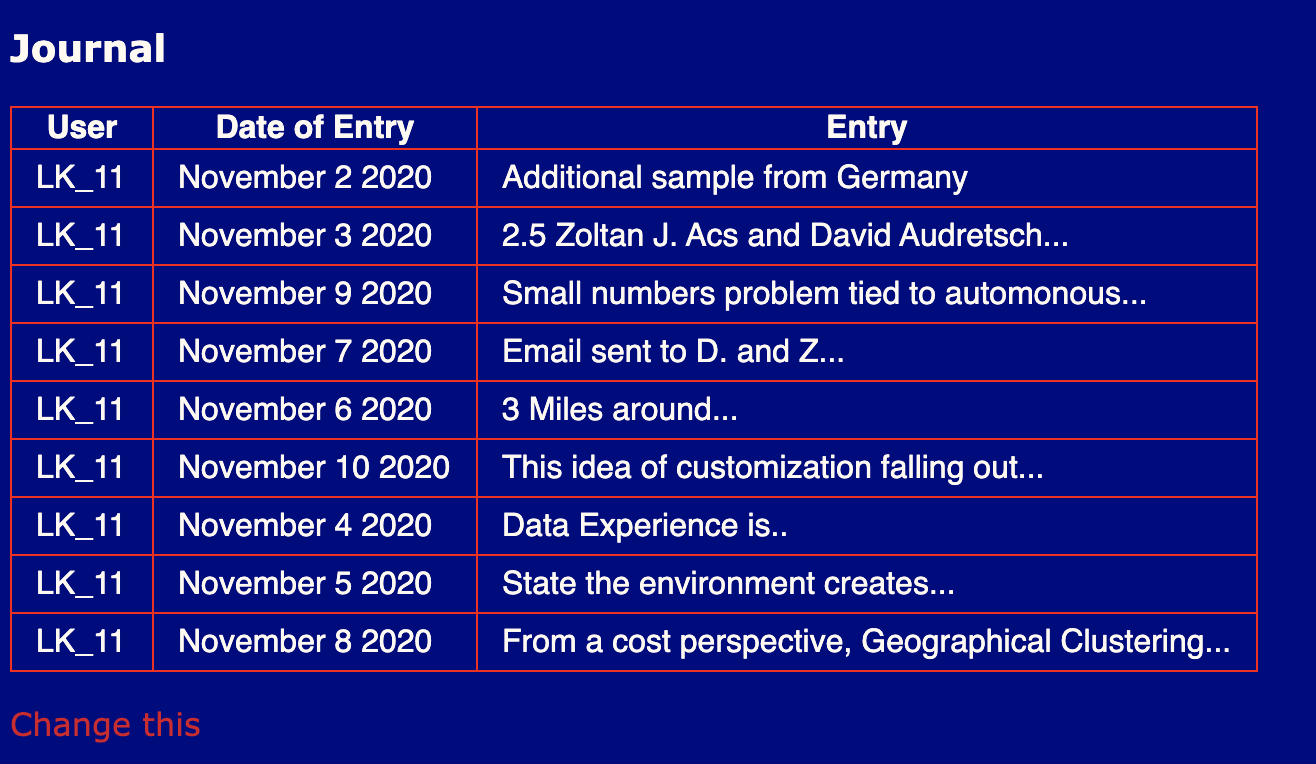 Journal
User Date of Entry Entry
LK_11 November 2 2020 Additional sample from Germany
LK_11 November 3 2020 2.5 Zoltan J. Acs and David Audretsch...
LK_11 November 9 2020 Small numbers problem tied to automonous...
LK_11 November 7 2020 Email sent to D. and Z...
LK_11 November 6 2020 3 Miles around...
LK_11 November 10 2020 This idea of customization falling out...
LK_11 November 4 2020 Data Experience is..
LK_11 November 5 2020 State the environment creates...
LK_11 November 8 2020 From a cost perspective, Geographical Clustering...
Change this